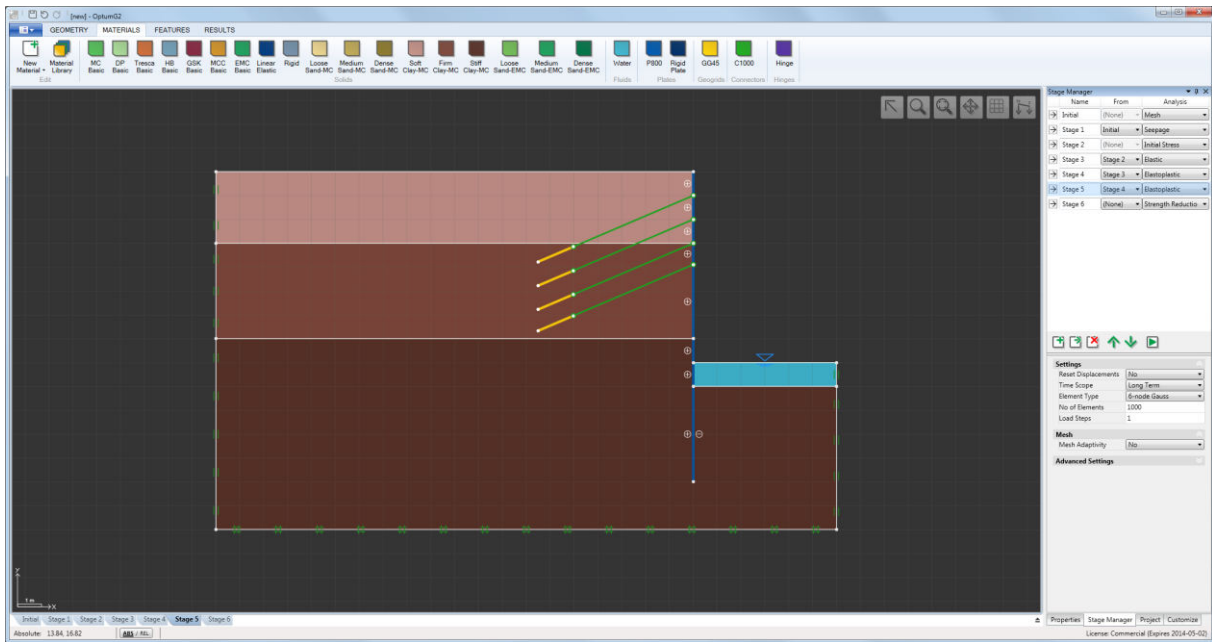 [new] - OptumG2
GEOMETRY MATERIALS FEATURES RESULTS
New Material Material Library MC Basic DP Basic Tresca Basic HB Basic GSK Basic MCC Basic EMC Basic Linear Elastic Rigid Loose Sand-MC Medium Sand-MC Dense Sand-MC Soft Clay-MC Firm Clay-MC Stiff Clay-MC Loose Sand-EMC Medium Sand-EMC Dense Sand-EMC Water P800 Rigid Plate GG45 C1000 Hinge
Edit Solids Fluids Plates Geogrids Connectors Hinges
Stage Manager
Name From Analysis
Initial (None) Mesh
Stage 1 Initial Seepage
Stage 2 (None) Initial Stress
Stage 3 Stage 2 Elastic
Stage 4 Stage 3 Elastoplastic
Stage 5 Stage 4 Elastoplastic
Stage 6 (None) Strength Reductio
Settings
Reset Displacements No
Time Scope Long Term
Element Type 6-node Gauss
No of Elements 1000
Load Steps 1
Mesh
Mesh Adaptivity No
Advanced Settings
Y
1 m
X
Initial Stage 1 Stage 2 Stage 3 Stage 4 Stage 5 Stage 6
Properties Stage Manager Project Customize
Absolute: 13.84, 16.82 ABS / REL
License: Commercial (Expires 2014-05-02)